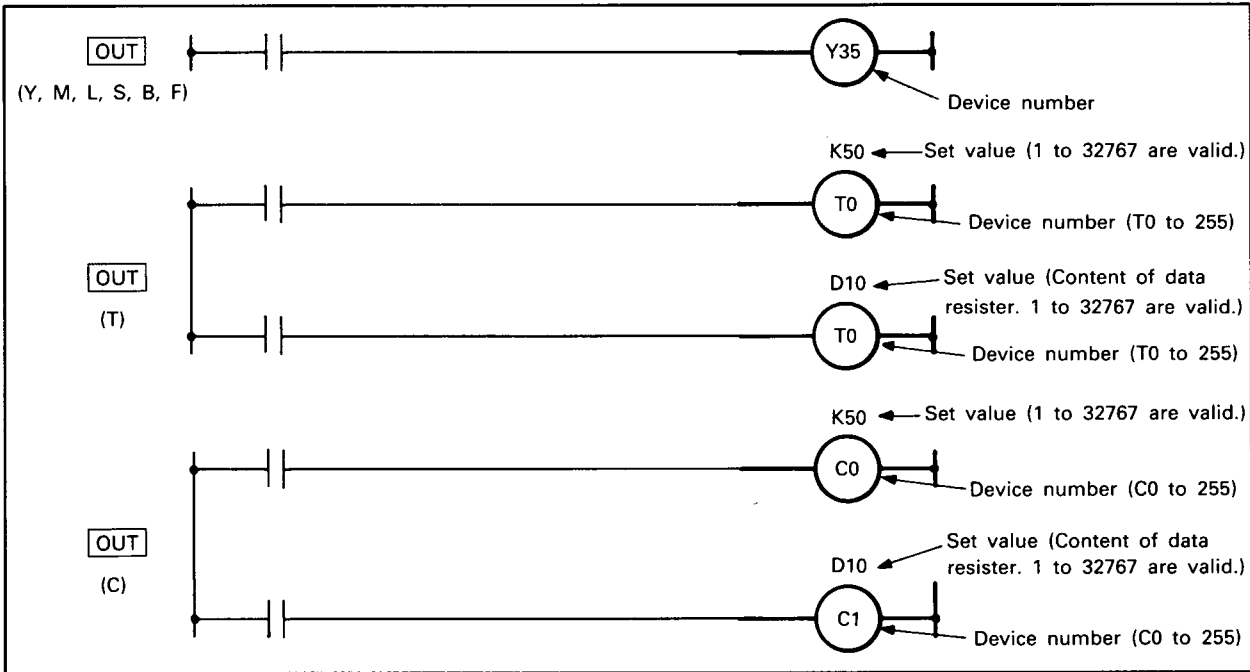 OUT
(Y, M, L, S, B, F)
Y35
Device number
K50
Set value (1 to 32767 are valid.)
T0
Device number (T0 to 255)
OUT
(T)
D10
Set value (Content of data
resister. 1 to 32767 are valid.)
T0
Device number (T0 to 255)
K50
Set value (1 to 32767 are valid.)
C0
Device number (C0 to 255)
OUT
(C)
D10
Set value (Content of data
resister. 1 to 32767 are valid.)
C1
Device number (C0 to 255)